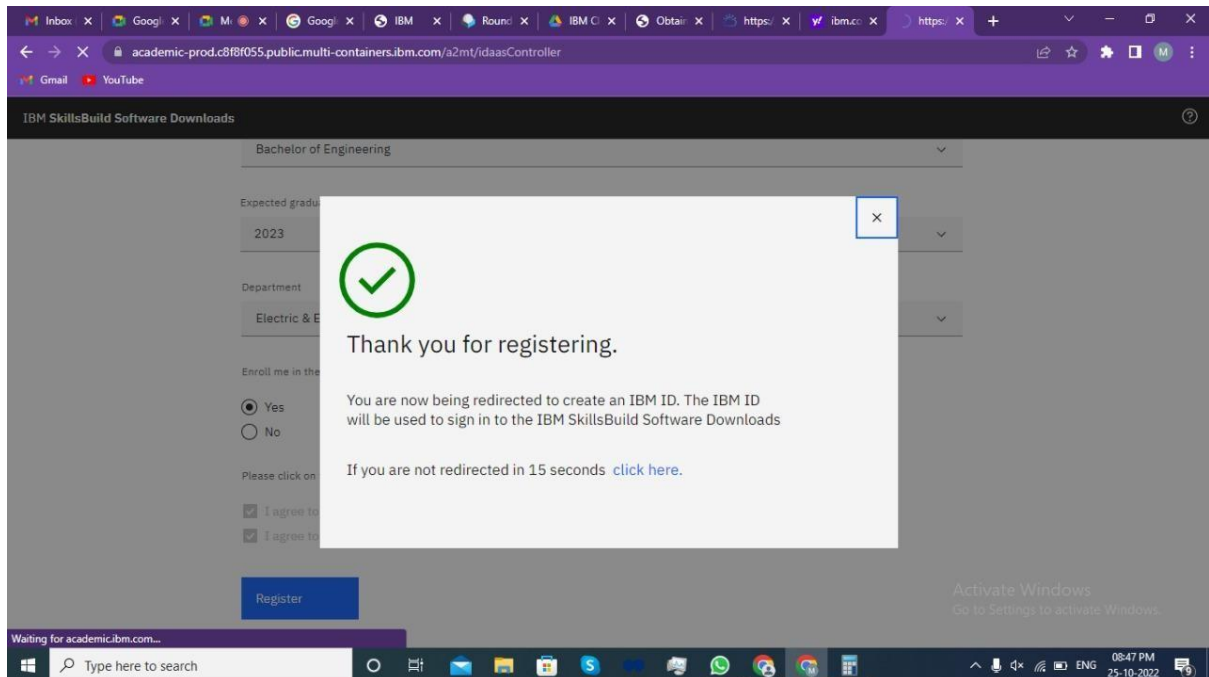 Inbox
Googl
M
Googl
IBM
Round
IBM Cl
Obtain
https:/
ibm.co
https:/
academic-prod.c8f8f055.public.multi-containers.ibm.com/a2mt/idaasController
M
Gmail
YouTube
IBM SkillsBuild Software Downloads
Bachelor of Engineering
Expected gradu
2023
Department
Electric & E
Enroll me in the
Yes
No
Please click on
I agree to
I agree to
Register
Thank you for registering.
You are now being redirected to create an IBM ID. The IBM ID
will be used to sign in to the IBM SkillsBuild Software Downloads
If you are not redirected in 15 seconds click here.
Activate Windows
Go to Settings to activate Windows.
Waiting for academic.ibm.com...
Type here to search
ENG
08:47 PM
25-10-2022